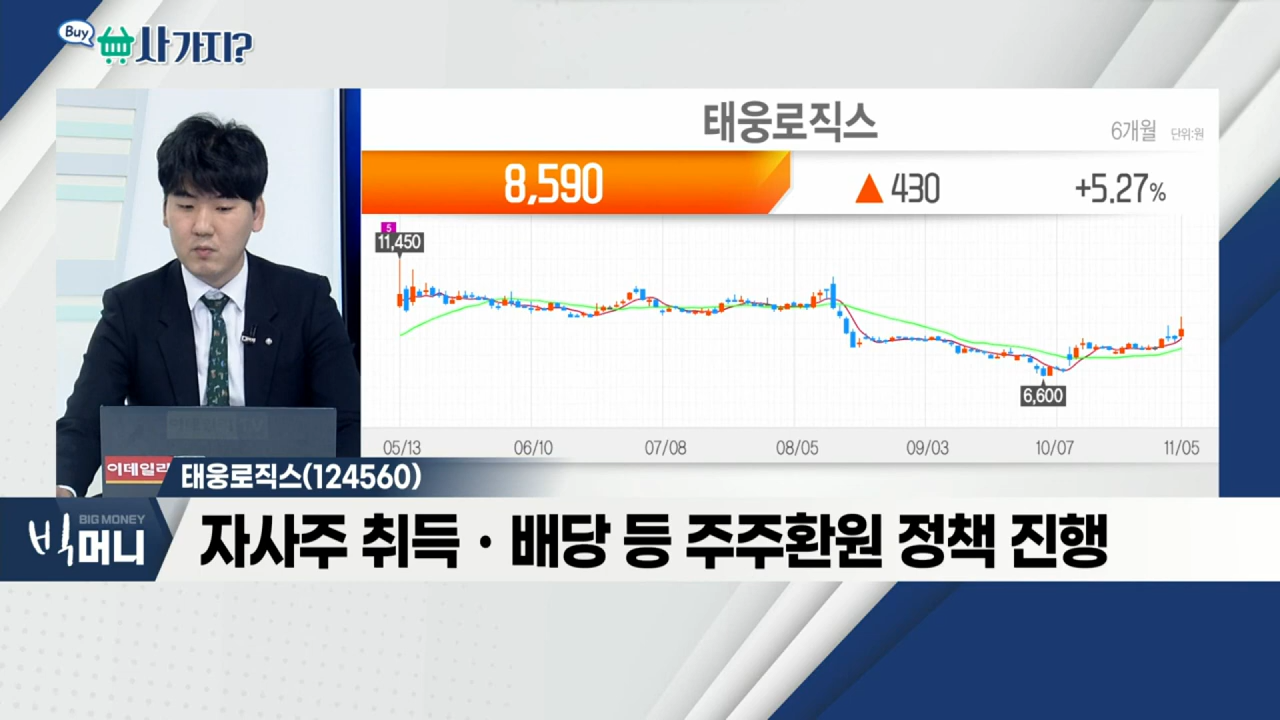 Buy
사가지?
태웅로직스
6개월 단위:원
8,590 ▲ 430 +5.27%
5
11,450
6,600
05/13 06/10 07/08 08/05 09/03 10/07 11/05
이데일리
태웅로직스(124560)
BIG MONEY
빅머니
자사주 취득·배당 등 주주환원 정책 진행